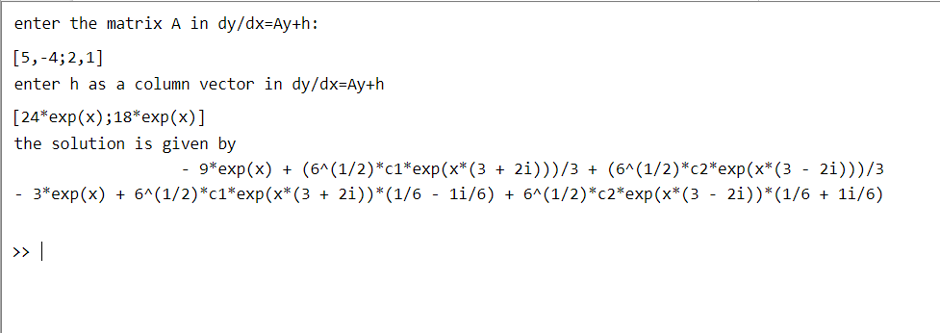 enter the matrix A in dy/dx=Ay+h:
[5,-4;2,1]
enter h as a column vector in dy/dx=Ay+h
[24*exp(x);18*exp(x)]
the solution is given by
- 9*exp(x) + (6^(1/2)*c1*exp(x*(3 + 2i)))/3 + (6^(1/2)*c2*exp(x*(3 - 2i)))/3
- 3*exp(x) + 6^(1/2)*c1*exp(x*(3 + 2i))*(1/6 - 1i/6) + 6^(1/2)*c2*exp(x*(3 - 2i))*(1/6 + 1i/6)
>>